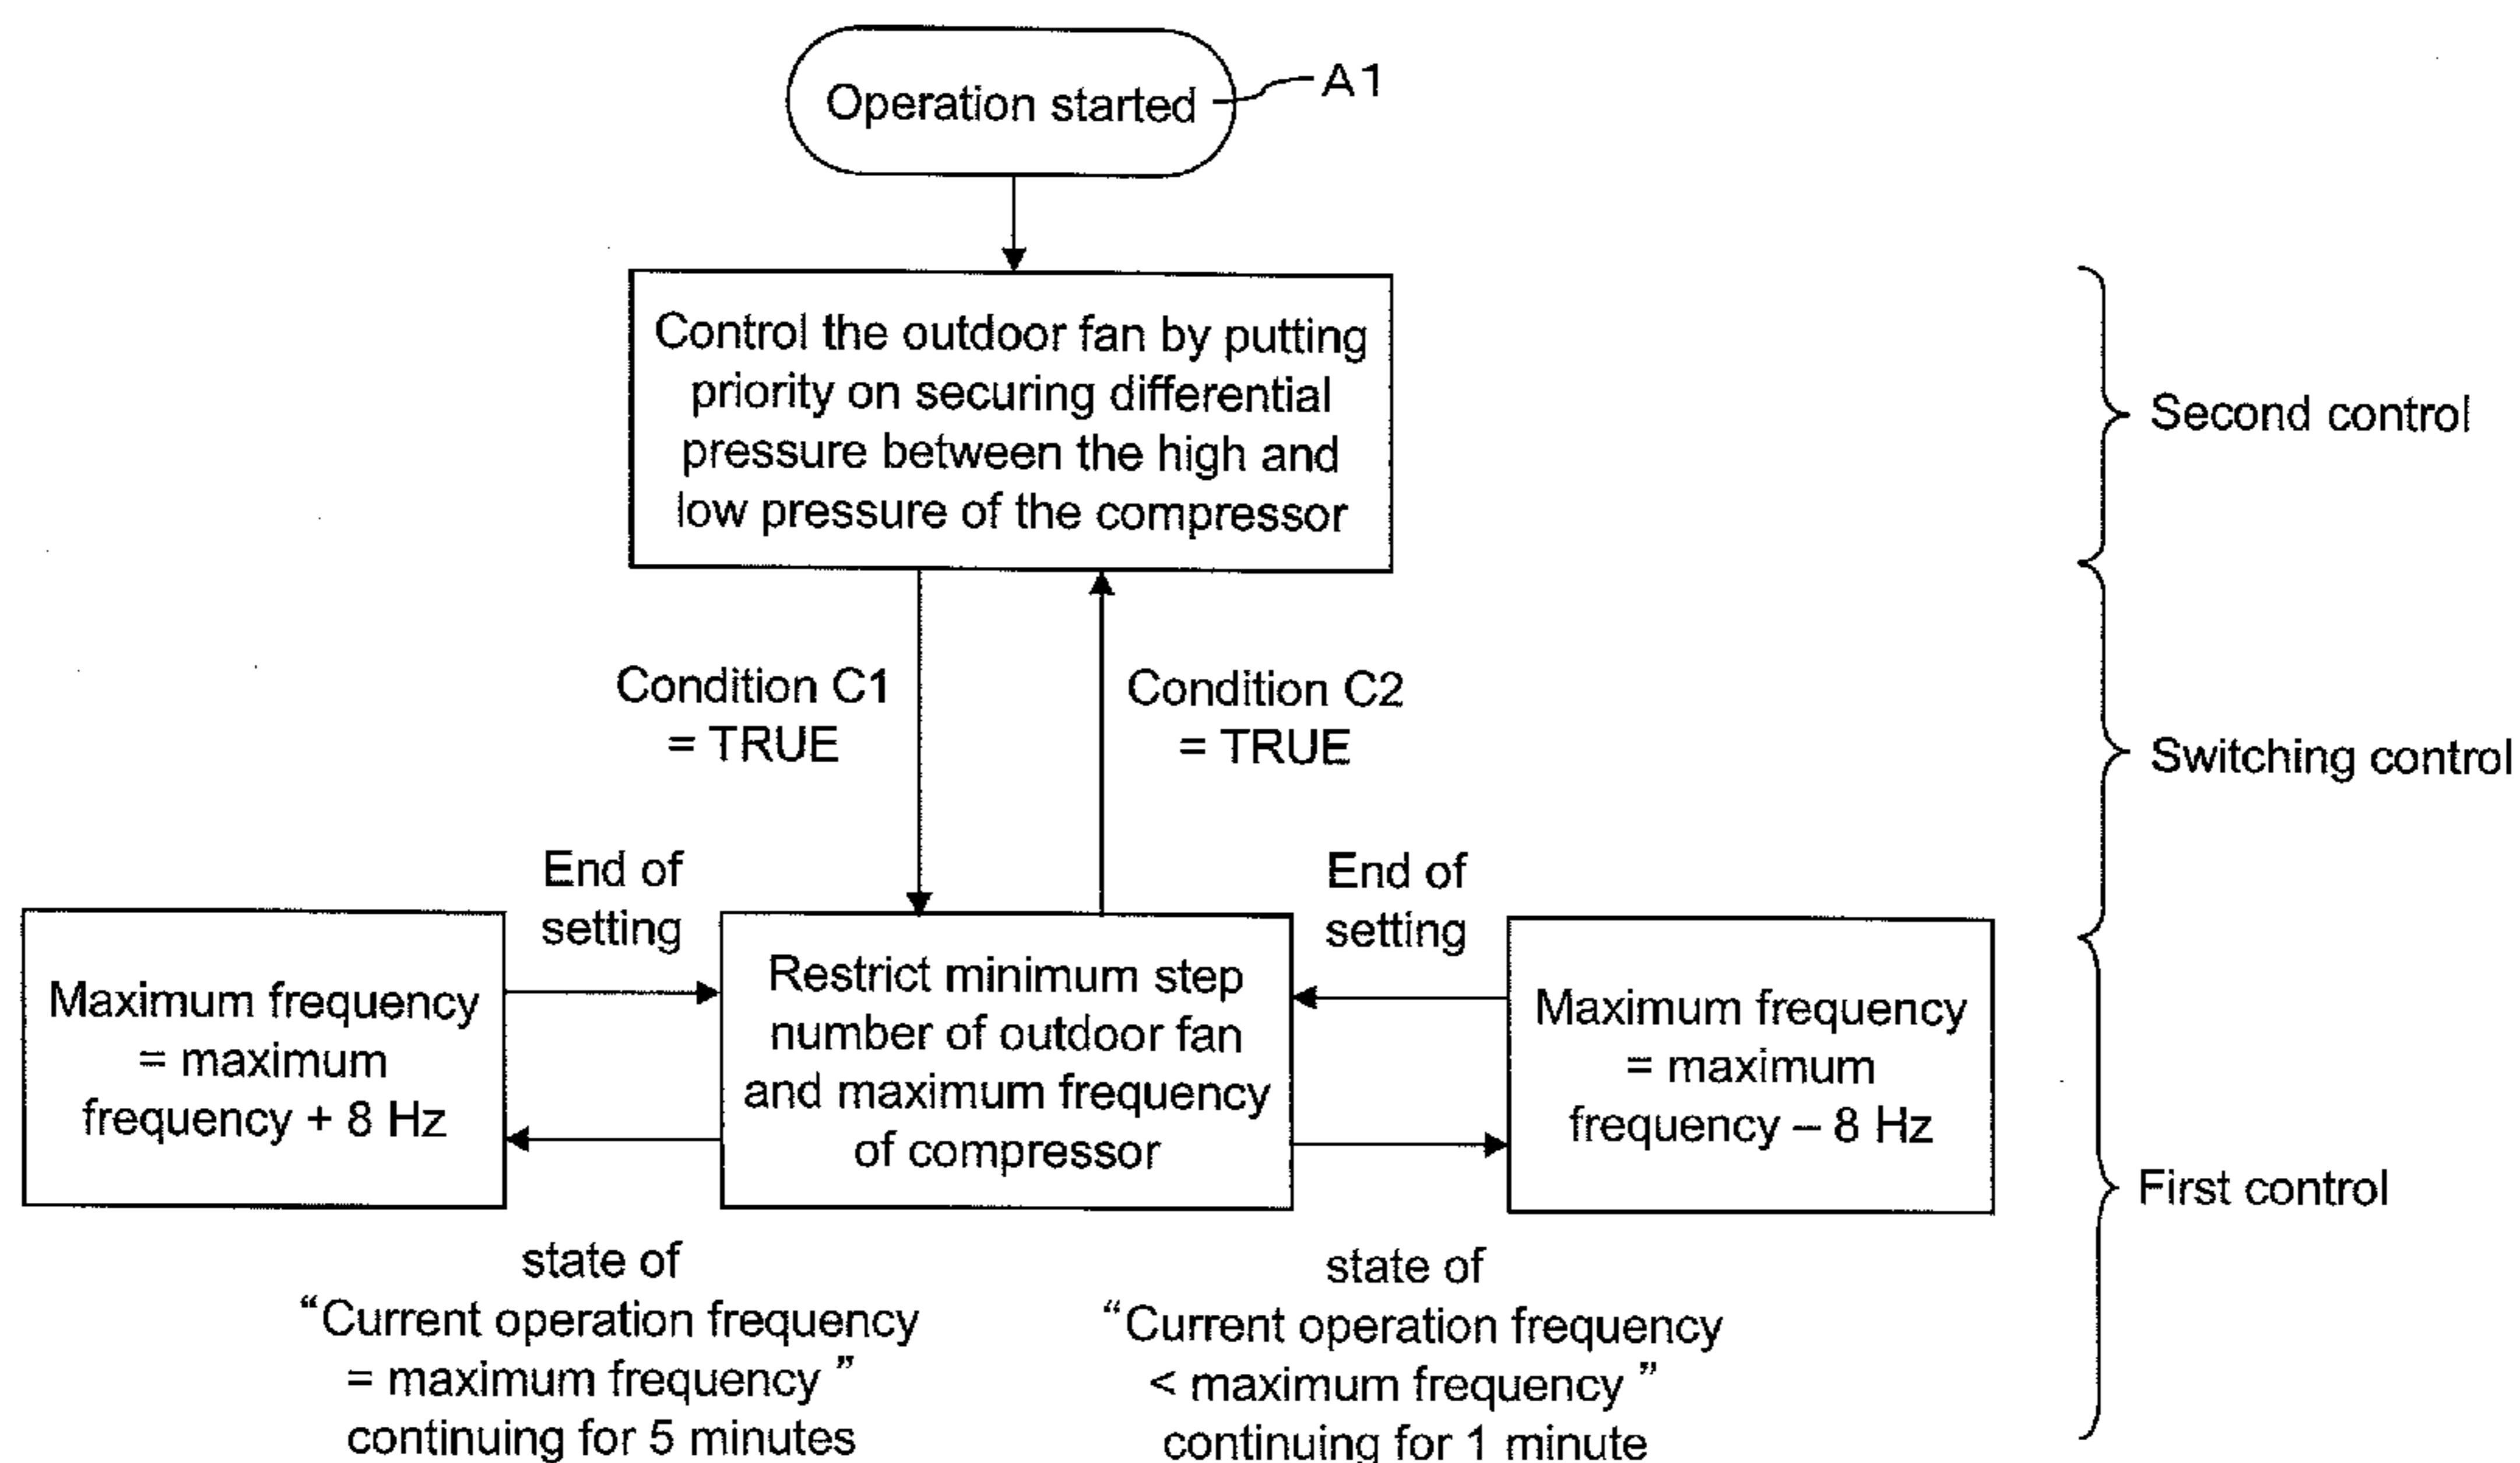 Operation started
A1
Control the outdoor fan by putting
priority on securing differential
pressure between the high and
low pressure of the compressor
Second control
Condition C1
= TRUE
Condition C2
= TRUE
Switching control
End of
setting
End of
setting
Maximum frequency
= maximum
frequency + 8 Hz
Restrict minimum step
number of outdoor fan
and maximum frequency
of compressor
Maximum frequency
= maximum
frequency – 8 Hz
First control
state of
“Current operation frequency
= maximum frequency ”
continuing for 5 minutes
state of
“Current operation frequency
< maximum frequency ”
continuing for 1 minute